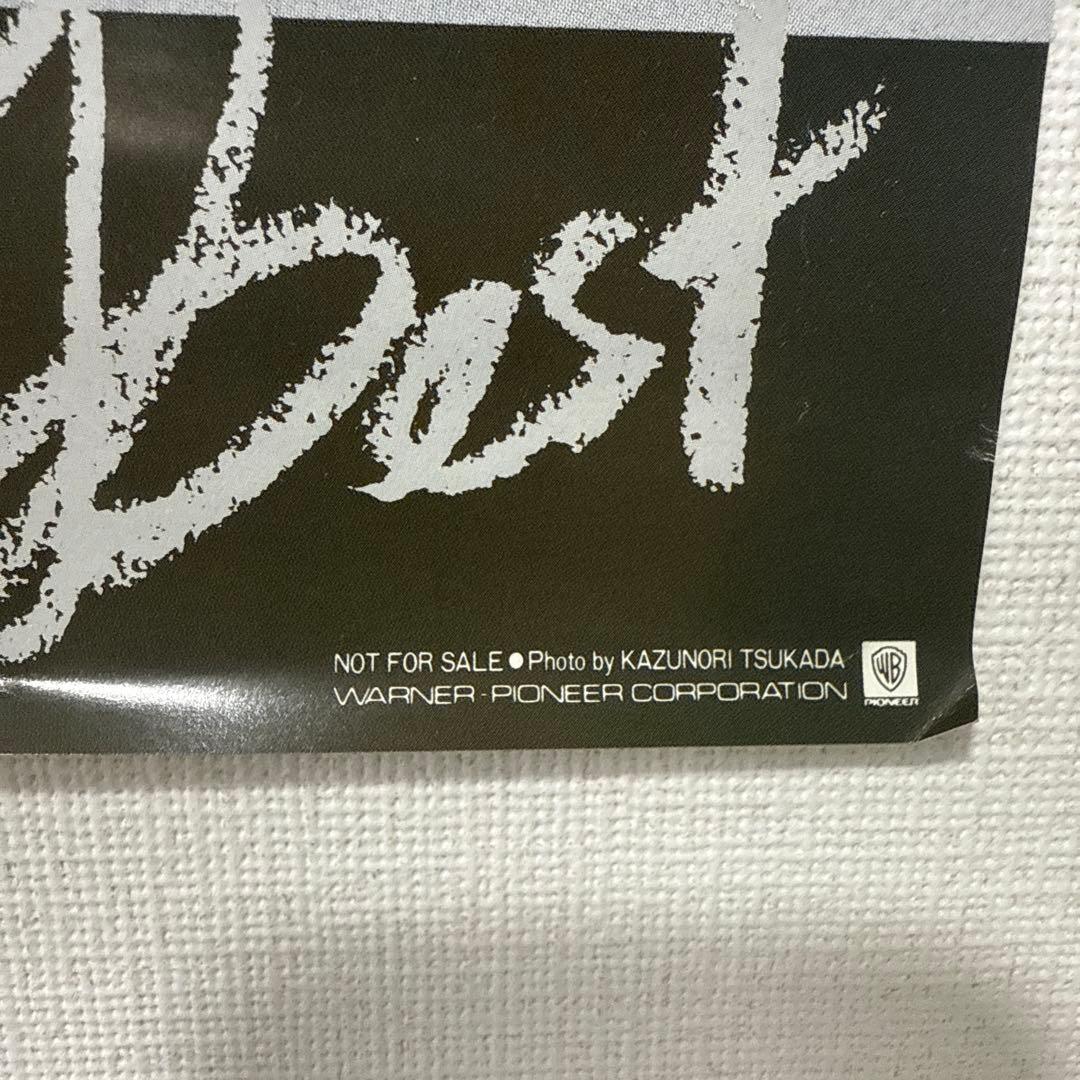 best
NOT FOR SALE●Photo by KAZUNORI TSUKADA
WARNER-PIONEER CORPORATION
WB
PIONEER